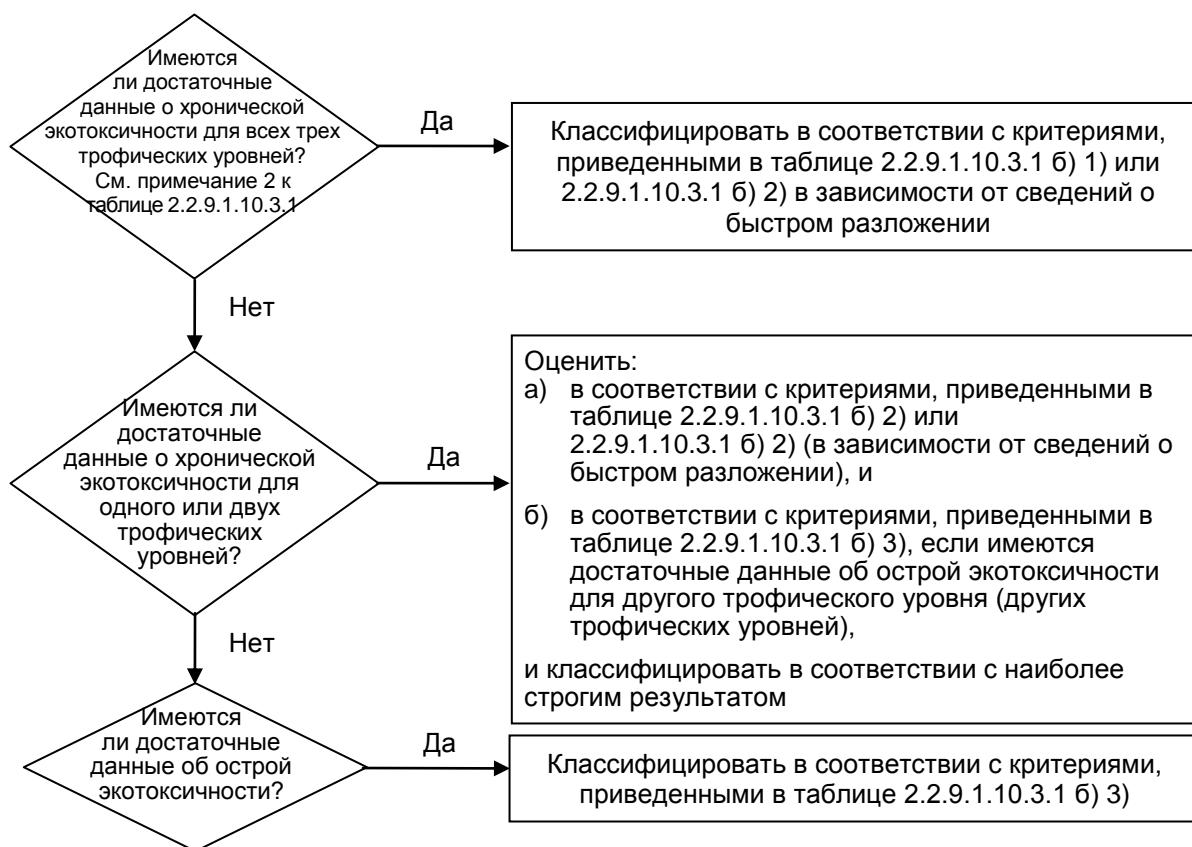 Имеются
ли достаточные
данные о хронической
экотоксичности для всех трех
трофических уровней?
См. примечание 2 к
таблице 2.2.9.1.10.3.1
Да
Классифицировать в соответствии с критериями,
приведенными в таблице 2.2.9.1.10.3.1 б) 1) или
2.2.9.1.10.3.1 б) 2) в зависимости от сведений о
быстром разложении
Нет
Имеются ли
достаточные
данные о хронической
экотоксичности для
одного или двух
трофических
уровней?
Да
Оценить:
а) в соответствии с критериями, приведенными в
таблице 2.2.9.1.10.3.1 б) 2) или
2.2.9.1.10.3.1 б) 2) (в зависимости от сведений о
быстром разложении), и
б) в соответствии с критериями, приведенными в
таблице 2.2.9.1.10.3.1 б) 3), если имеются
достаточные данные об острой экотоксичности
для другого трофического уровня (других
трофических уровней),
и классифицировать в соответствии с наиболее
строгим результатом
Нет
Имеются
ли достаточные
данные об острой
экотоксичности?
Да
Классифицировать в соответствии с критериями,
приведенными в таблице 2.2.9.1.10.3.1 б) 3)